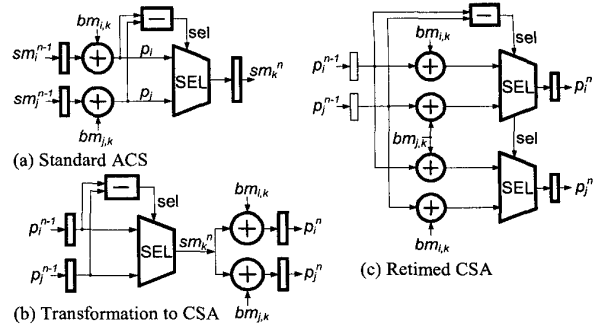 bm_{i,k}
−
sel
sm_i^{n-1}
+
p_i
SEL
sm_k^n
sm_j^{n-1}
+
p_j
bm_{j,k}
(a) Standard ACS
−
sel
bm_{i,k}
p_i^{n-1}
SEL
sm_k^n
+
p_i^n
p_j^{n-1}
+
p_j^n
bm_{j,k}
(b) Transformation to CSA
bm_{i,k}
−
sel
p_i^{n-1}
+
SEL
p_i^n
p_j^{n-1}
+
bm_{j,k}
sel
+
SEL
p_j^n
+
bm_{i,k}
(c) Retimed CSA